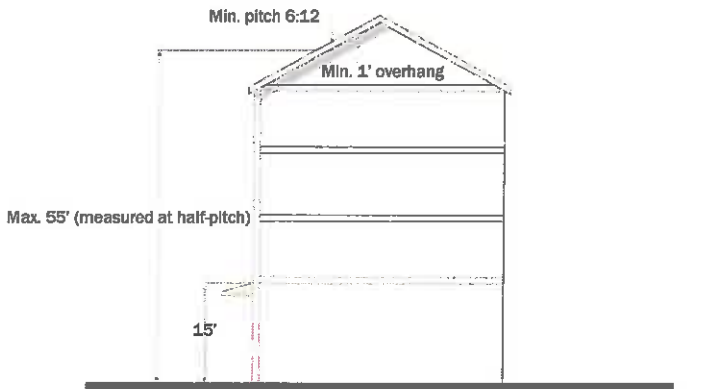 Min. pitch 6:12
Min. 1' overhang
Max. 55' (measured at half-pitch)
15'